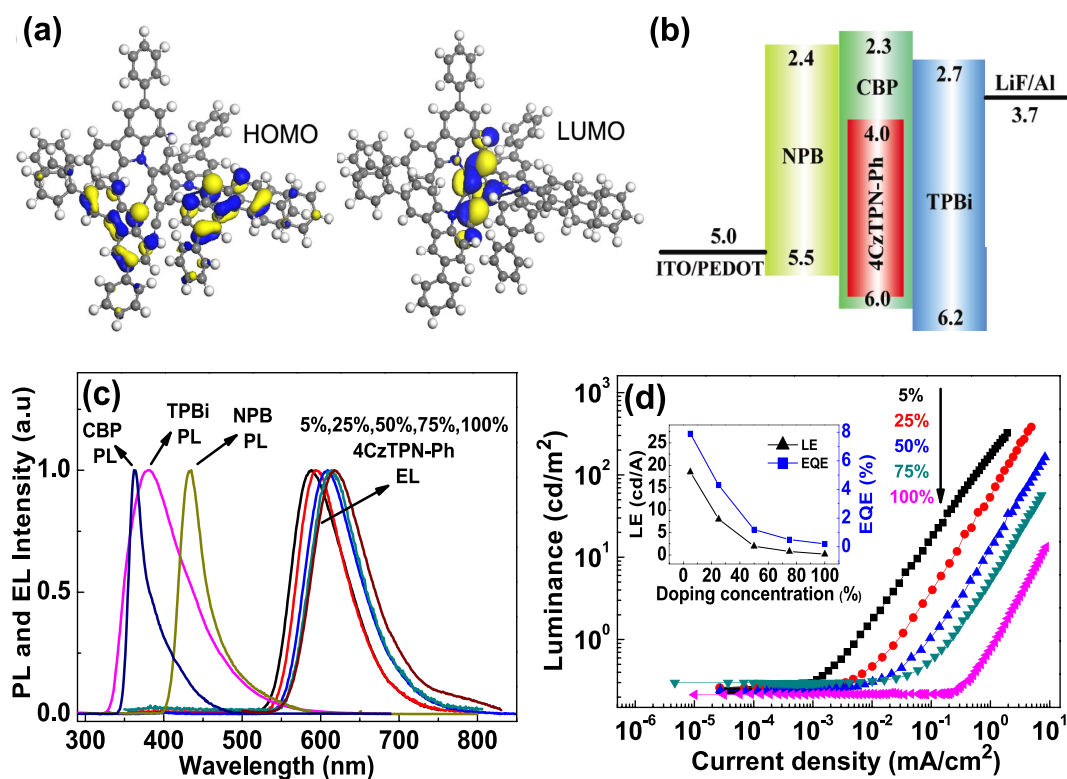 (a)
HOMO
LUMO
(b)
2.4
2.3
2.7
CBP
LiF/Al
3.7
4.0
NPB
4CzTPN-Ph
TPBi
5.0
ITO/PEDOT
5.5
6.0
6.2
(c)
PL and EL Intensity (a.u)
1.0
0.5
0.0
CBP
PL
TPBi
PL
NPB
PL
5%,25%,50%,75%,100%
4CzTPN-Ph
EL
300 400 500 600 700 800
Wavelength (nm)
(d)
Luminance (cd/m²)
10³
10²
10¹
10⁰
5%
25%
50%
75%
100%
LE (cd/A)
25
20
15
10
5
0
LE
EQE
8
6
4
2
0
EQE (%)
0 20 40 60 80 100
Doping concentration (%)
10⁻⁶ 10⁻⁵ 10⁻⁴ 10⁻³ 10⁻² 10⁻¹ 10⁰ 10¹
Current density (mA/cm²)